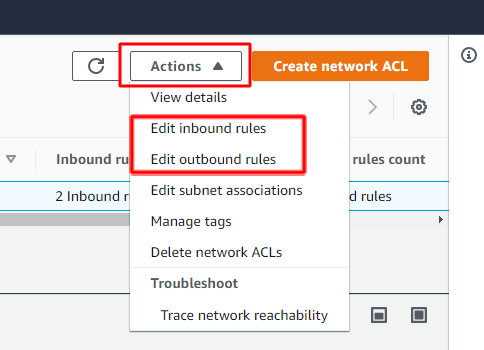 Actions
Create network ACL
View details
Edit inbound rules
Edit outbound rules
Inbound rules count
2 Inbound rules
Edit subnet associations
Manage tags
Delete network ACLs
Troubleshoot
Trace network reachability